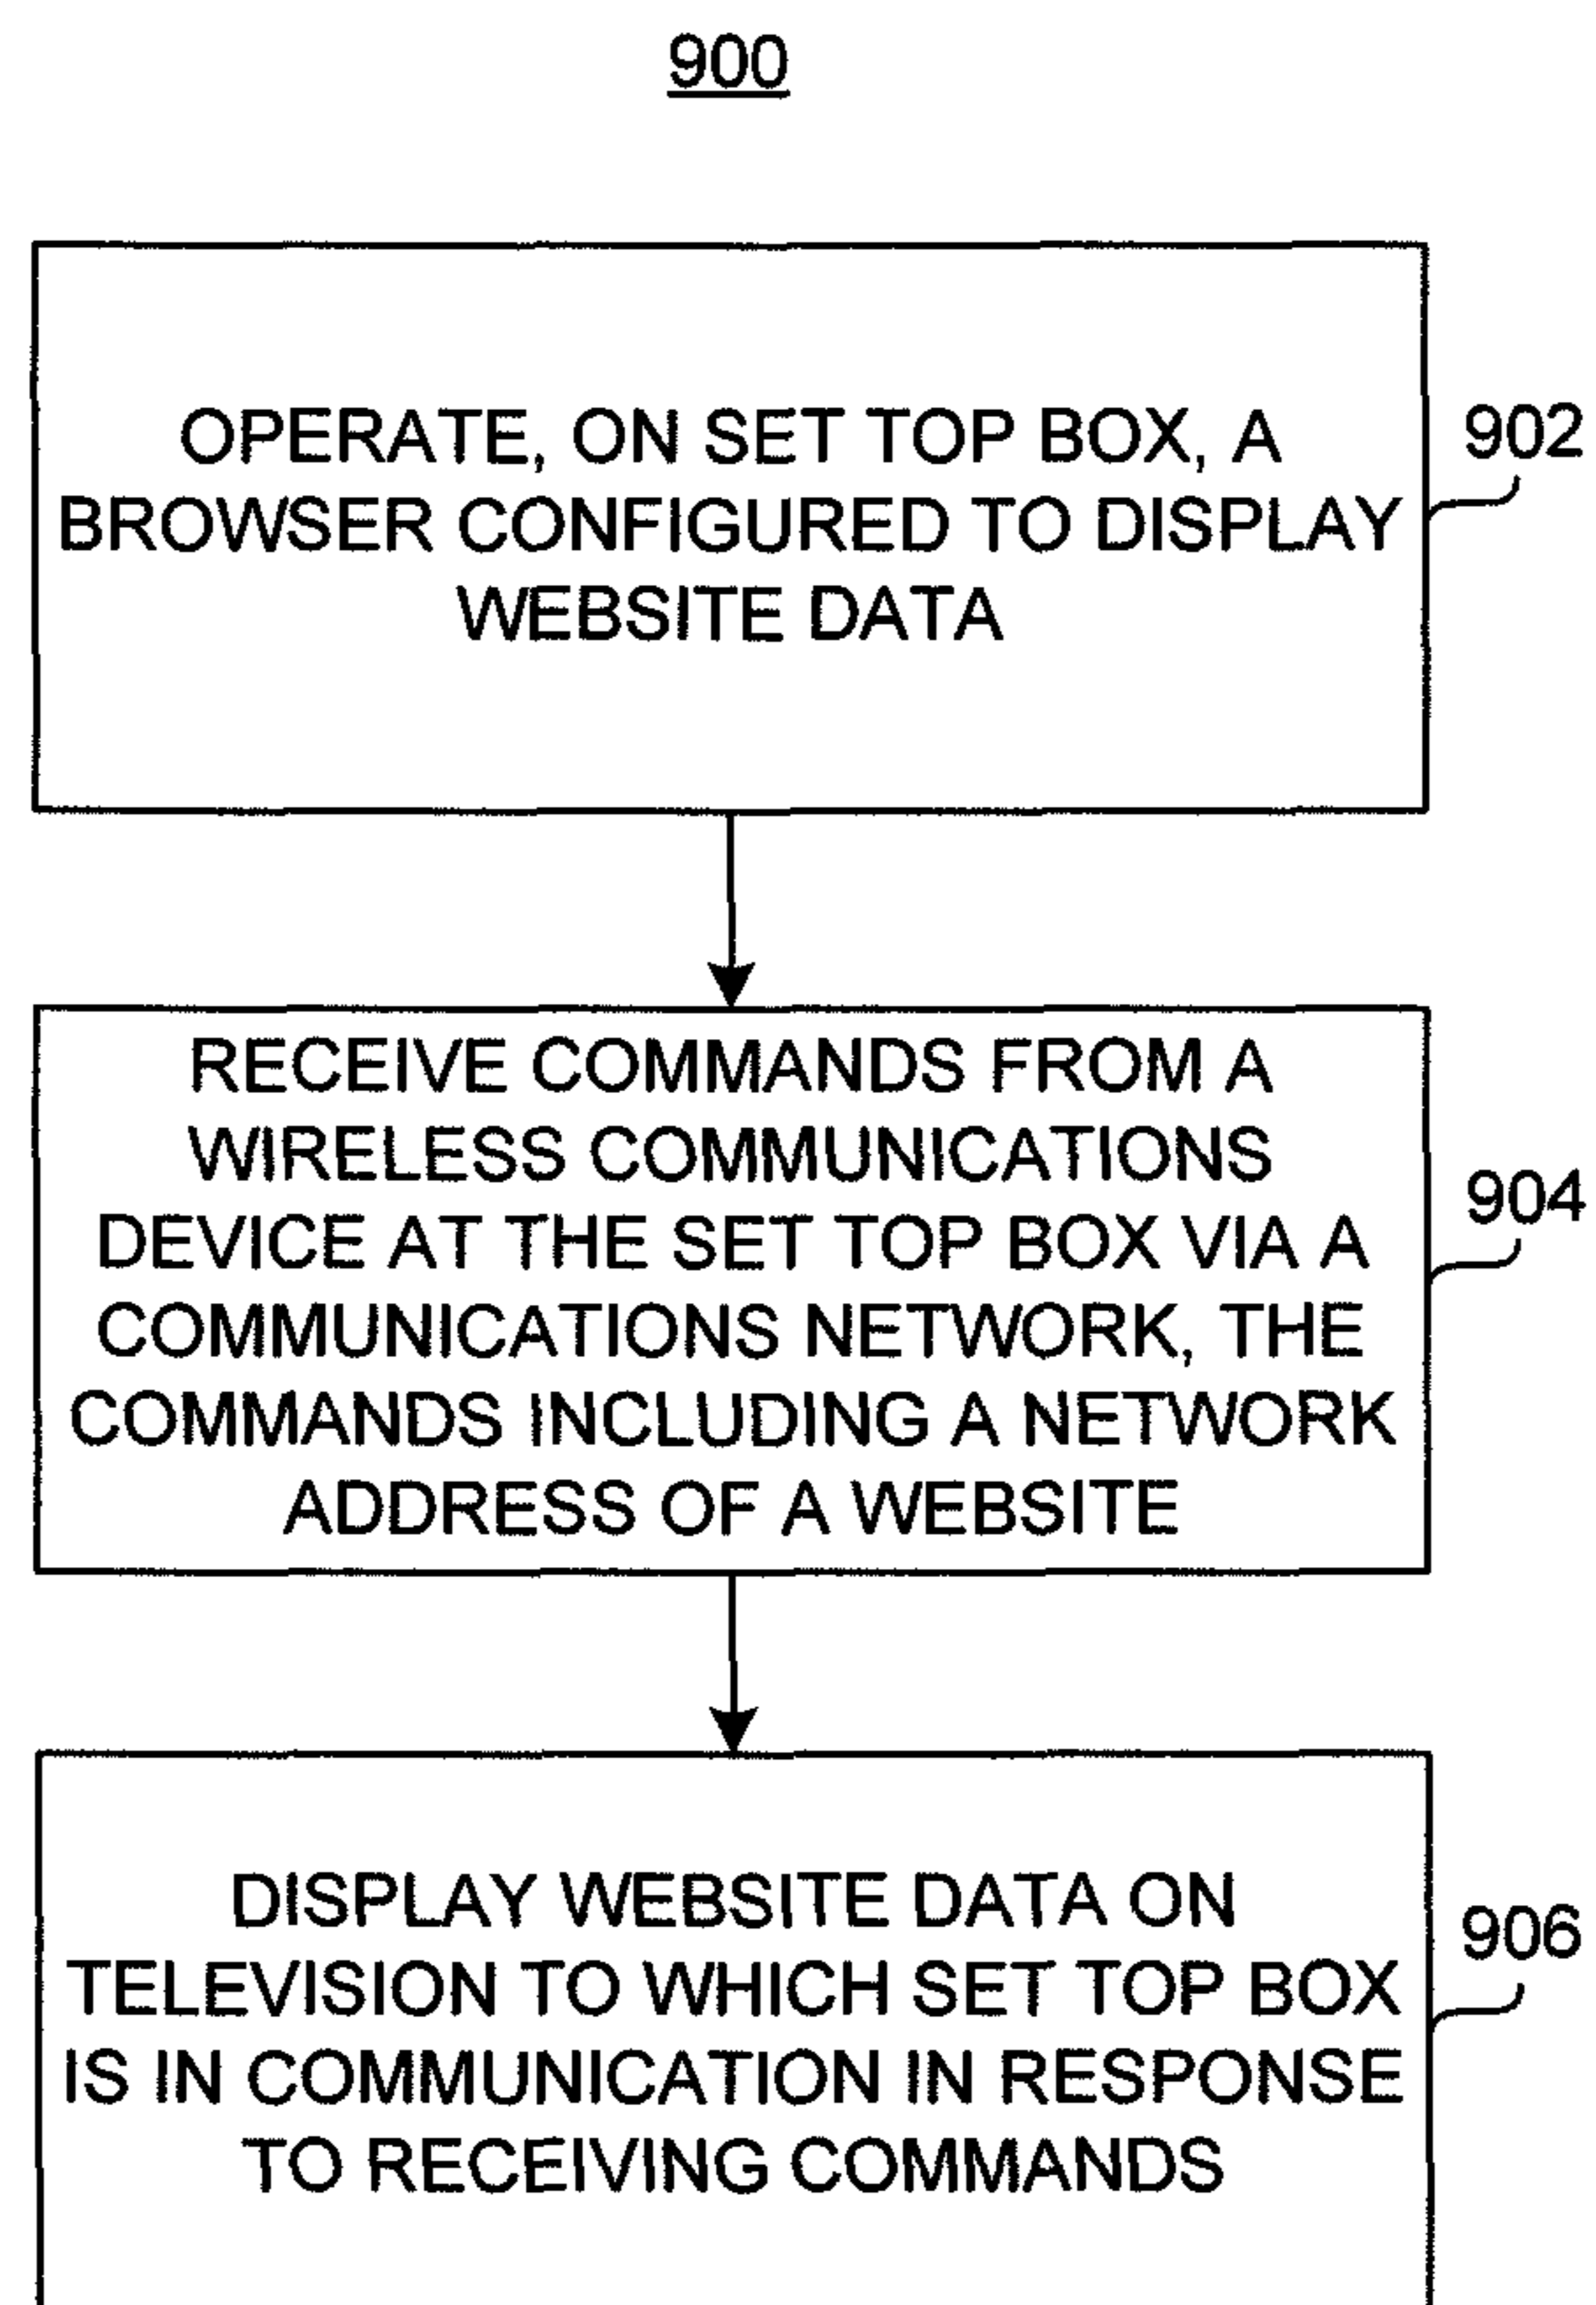 900
OPERATE, ON SET TOP BOX, A
BROWSER CONFIGURED TO DISPLAY
WEBSITE DATA
902
RECEIVE COMMANDS FROM A
WIRELESS COMMUNICATIONS
DEVICE AT THE SET TOP BOX VIA A
COMMUNICATIONS NETWORK, THE
COMMANDS INCLUDING A NETWORK
ADDRESS OF A WEBSITE
904
DISPLAY WEBSITE DATA ON
TELEVISION TO WHICH SET TOP BOX
IS IN COMMUNICATION IN RESPONSE
TO RECEIVING COMMANDS
906